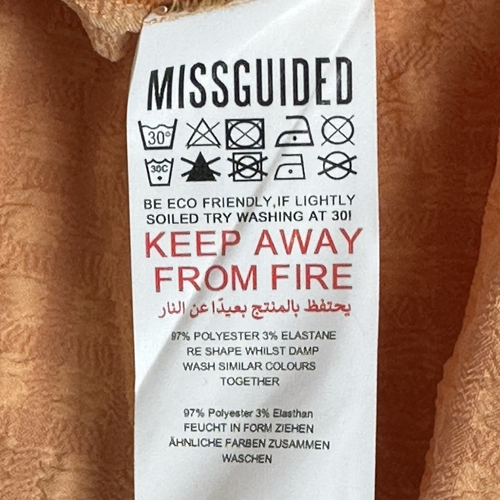 MISSGUIDED
30°
30C
BE ECO FRIENDLY,IF LIGHTLY
SOILED TRY WASHING AT 30!
KEEP AWAY
FROM FIRE
يحتفظ بالمنتج بعيدًا عن النار
97% POLYESTER 3% ELASTANE
RE SHAPE WHILST DAMP
WASH SIMILAR COLOURS
TOGETHER
97% Polyester 3% Elasthan
FEUCHT IN FORM ZIEHEN
ÄHNLICHE FARBEN ZUSAMMEN
WASCHEN